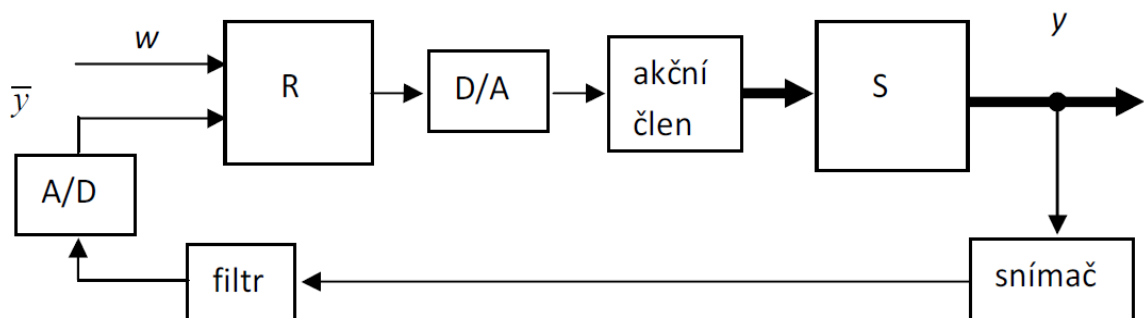 w
y
y̅
R
D/A
akční
člen
S
A/D
filtr
snímač